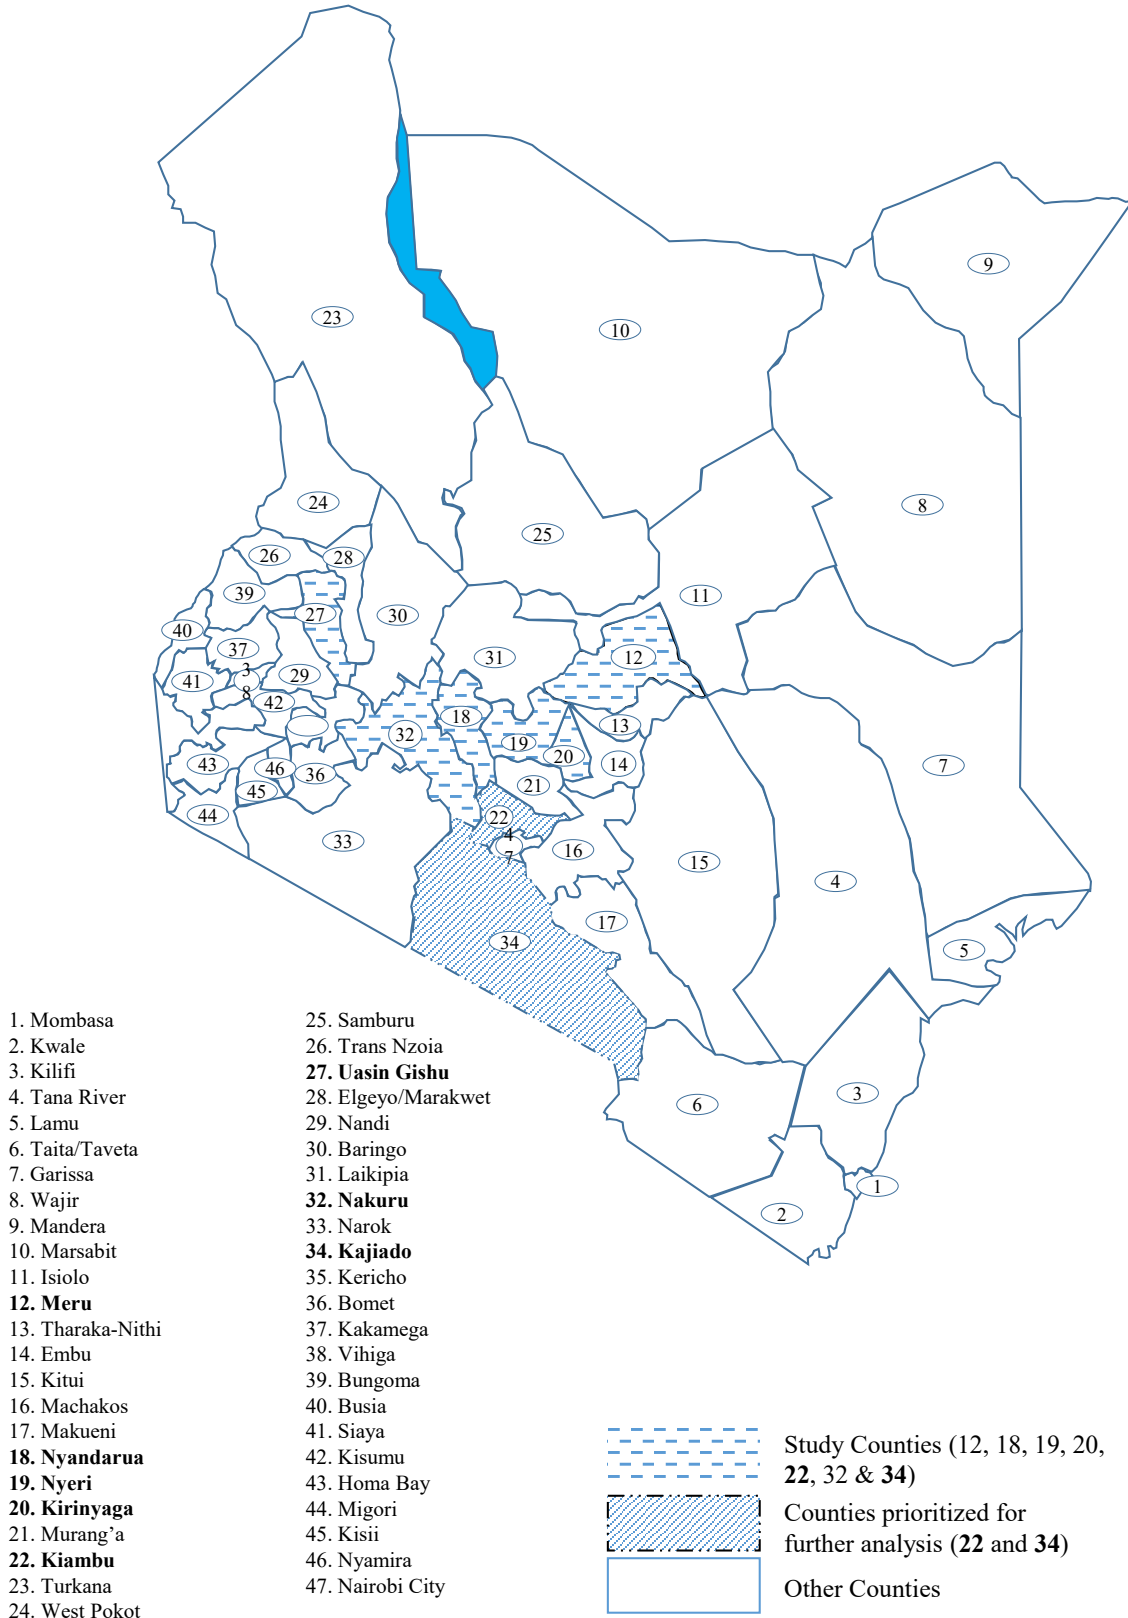 9
23
10
24
8
25
26
28
39
11
27
30
40
37
12
31
3
8
29
41
42
18
13
32
19
20
14
43
46
36
7
45
21
44
22
4
7
33
16
15
4
17
34
5
3
6
1
2
1. Mombasa
2. Kwale
3. Kilifi
4. Tana River
5. Lamu
6. Taita/Taveta
7. Garissa
8. Wajir
9. Mandera
10. Marsabit
11. Isiolo
12. Meru
13. Tharaka-Nithi
14. Embu
15. Kitui
16. Machakos
17. Makueni
18. Nyandarua
19. Nyeri
20. Kirinyaga
21. Murang’a
22. Kiambu
23. Turkana
24. West Pokot
25. Samburu
26. Trans Nzoia
27. Uasin Gishu
28. Elgeyo/Marakwet
29. Nandi
30. Baringo
31. Laikipia
32. Nakuru
33. Narok
34. Kajiado
35. Kericho
36. Bomet
37. Kakamega
38. Vihiga
39. Bungoma
40. Busia
41. Siaya
42. Kisumu
43. Homa Bay
44. Migori
45. Kisii
46. Nyamira
47. Nairobi City
Study Counties (12, 18, 19, 20,
22, 32 & 34)
Counties prioritized for
further analysis (22 and 34)
Other Counties